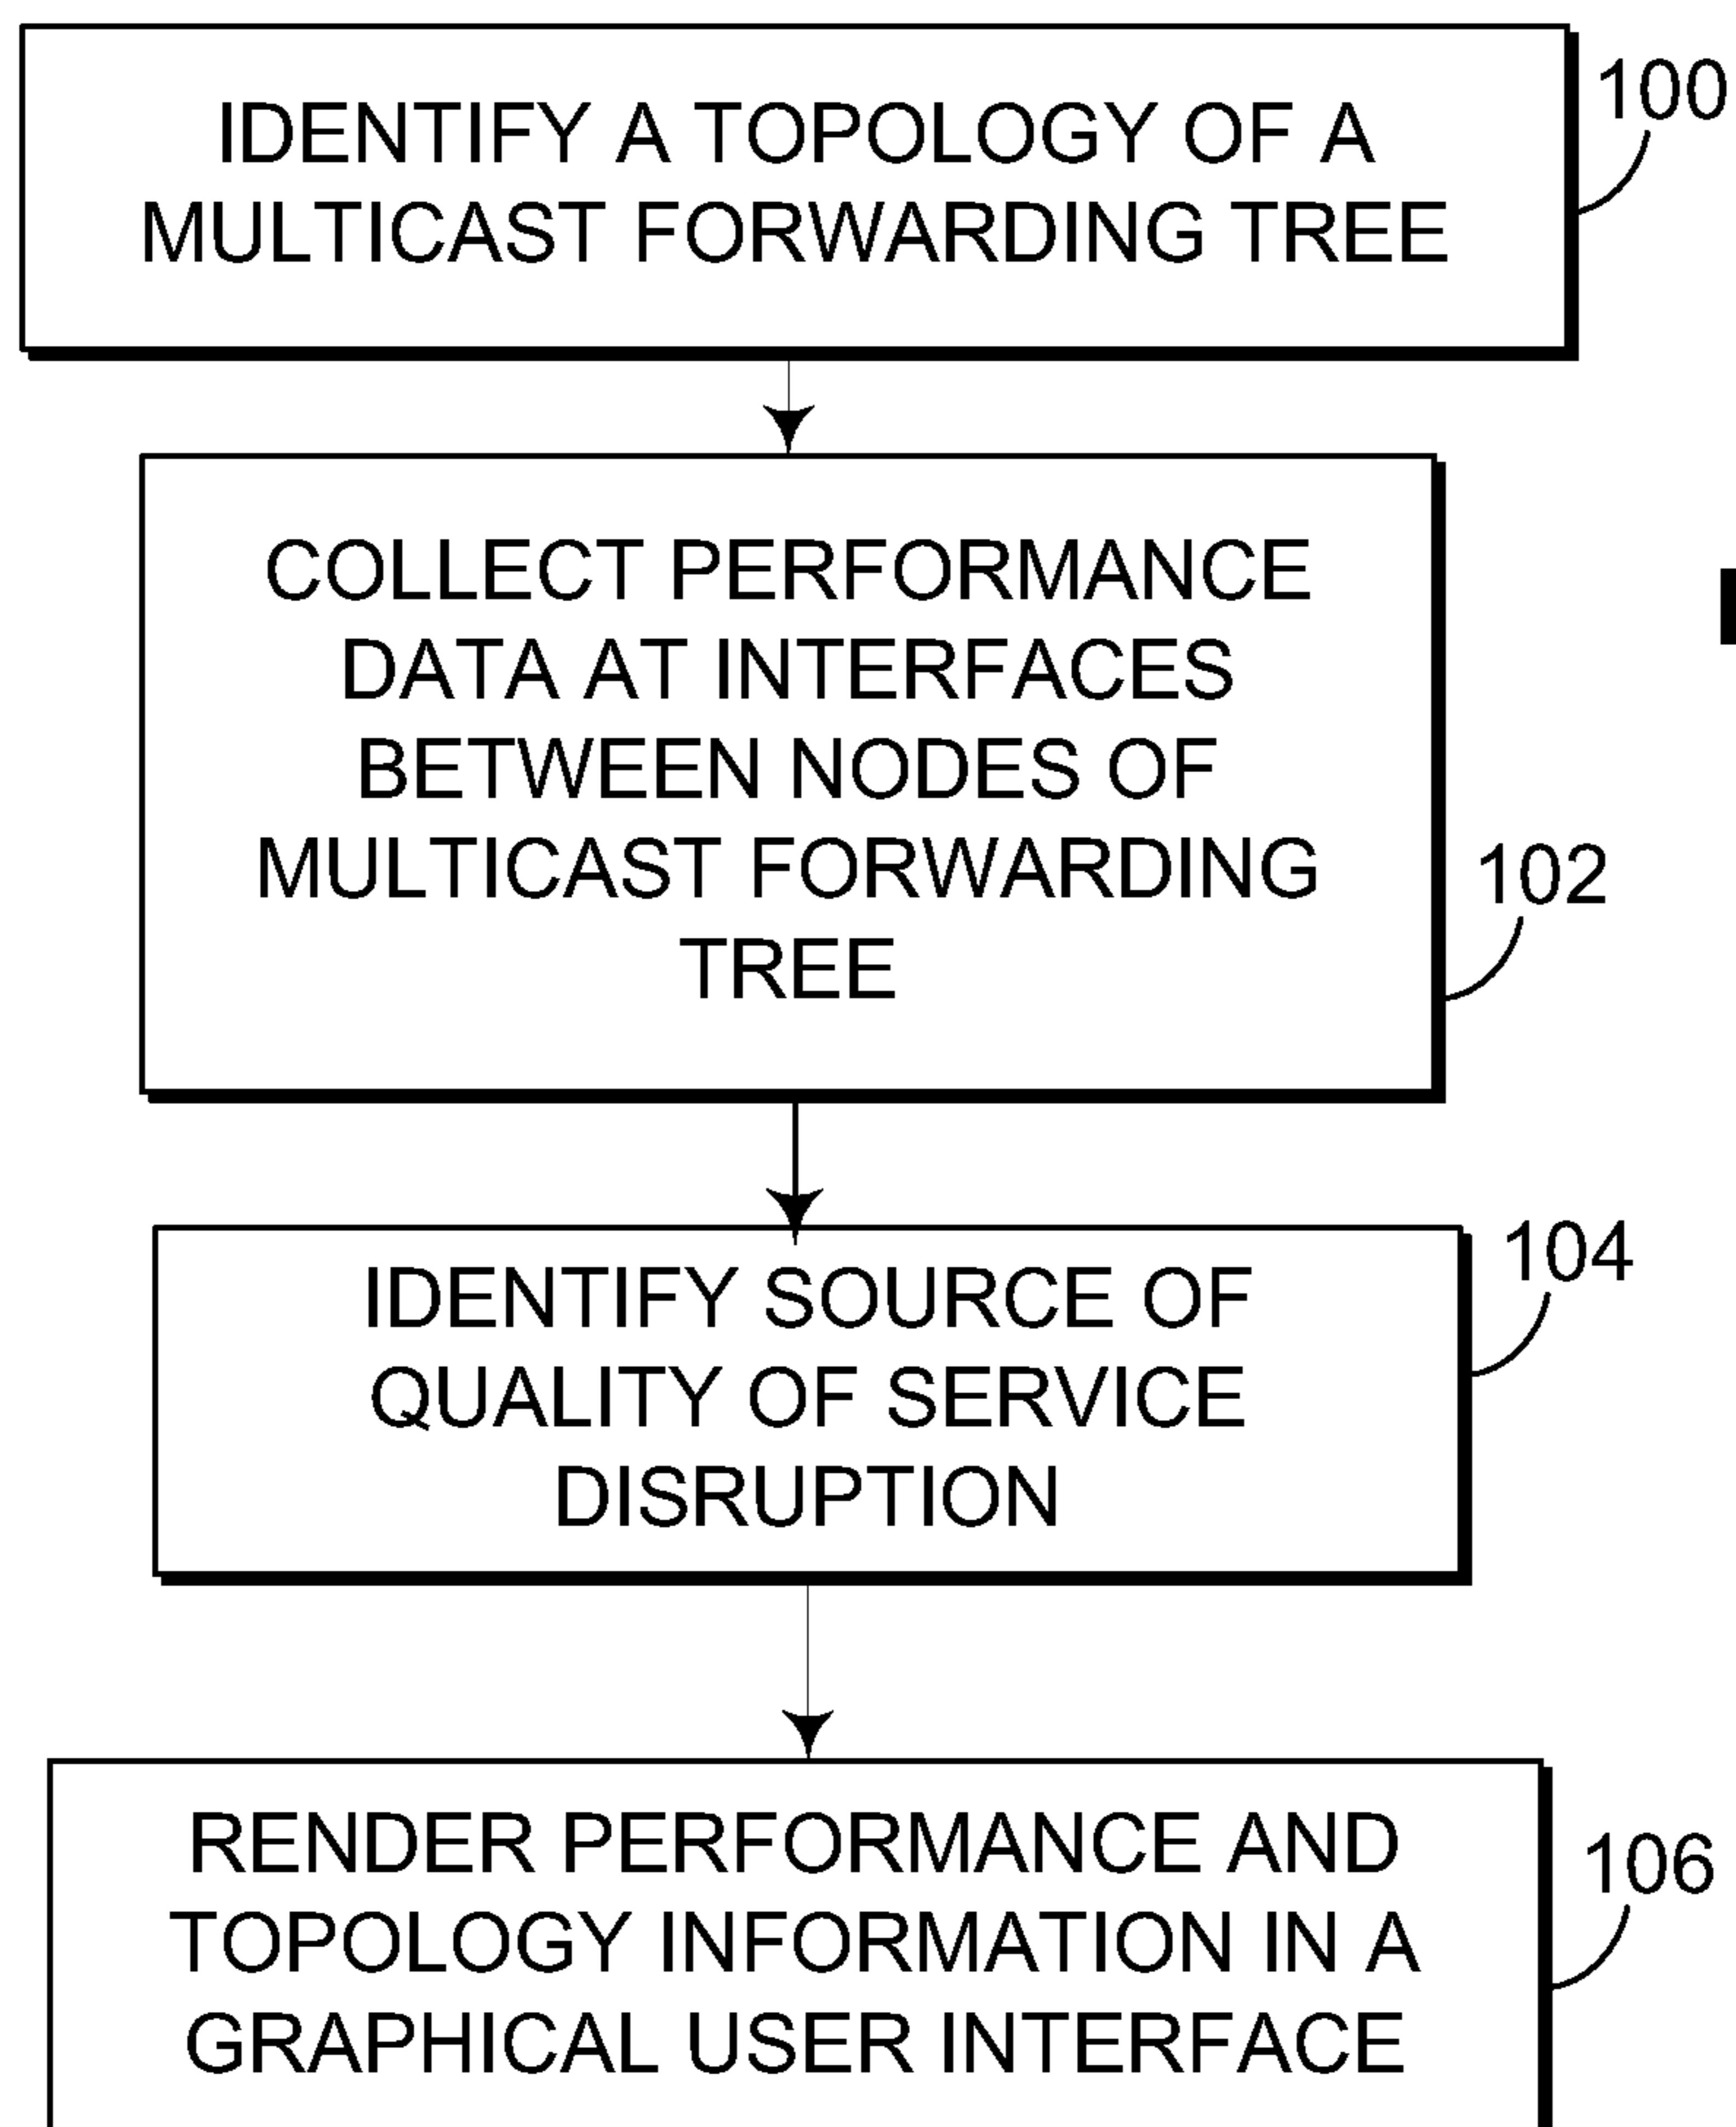 IDENTIFY A TOPOLOGY OF A
MULTICAST FORWARDING TREE
100
COLLECT PERFORMANCE
DATA AT INTERFACES
BETWEEN NODES OF
MULTICAST FORWARDING
TREE
102
IDENTIFY SOURCE OF
QUALITY OF SERVICE
DISRUPTION
104
RENDER PERFORMANCE AND
TOPOLOGY INFORMATION IN A
GRAPHICAL USER INTERFACE
106